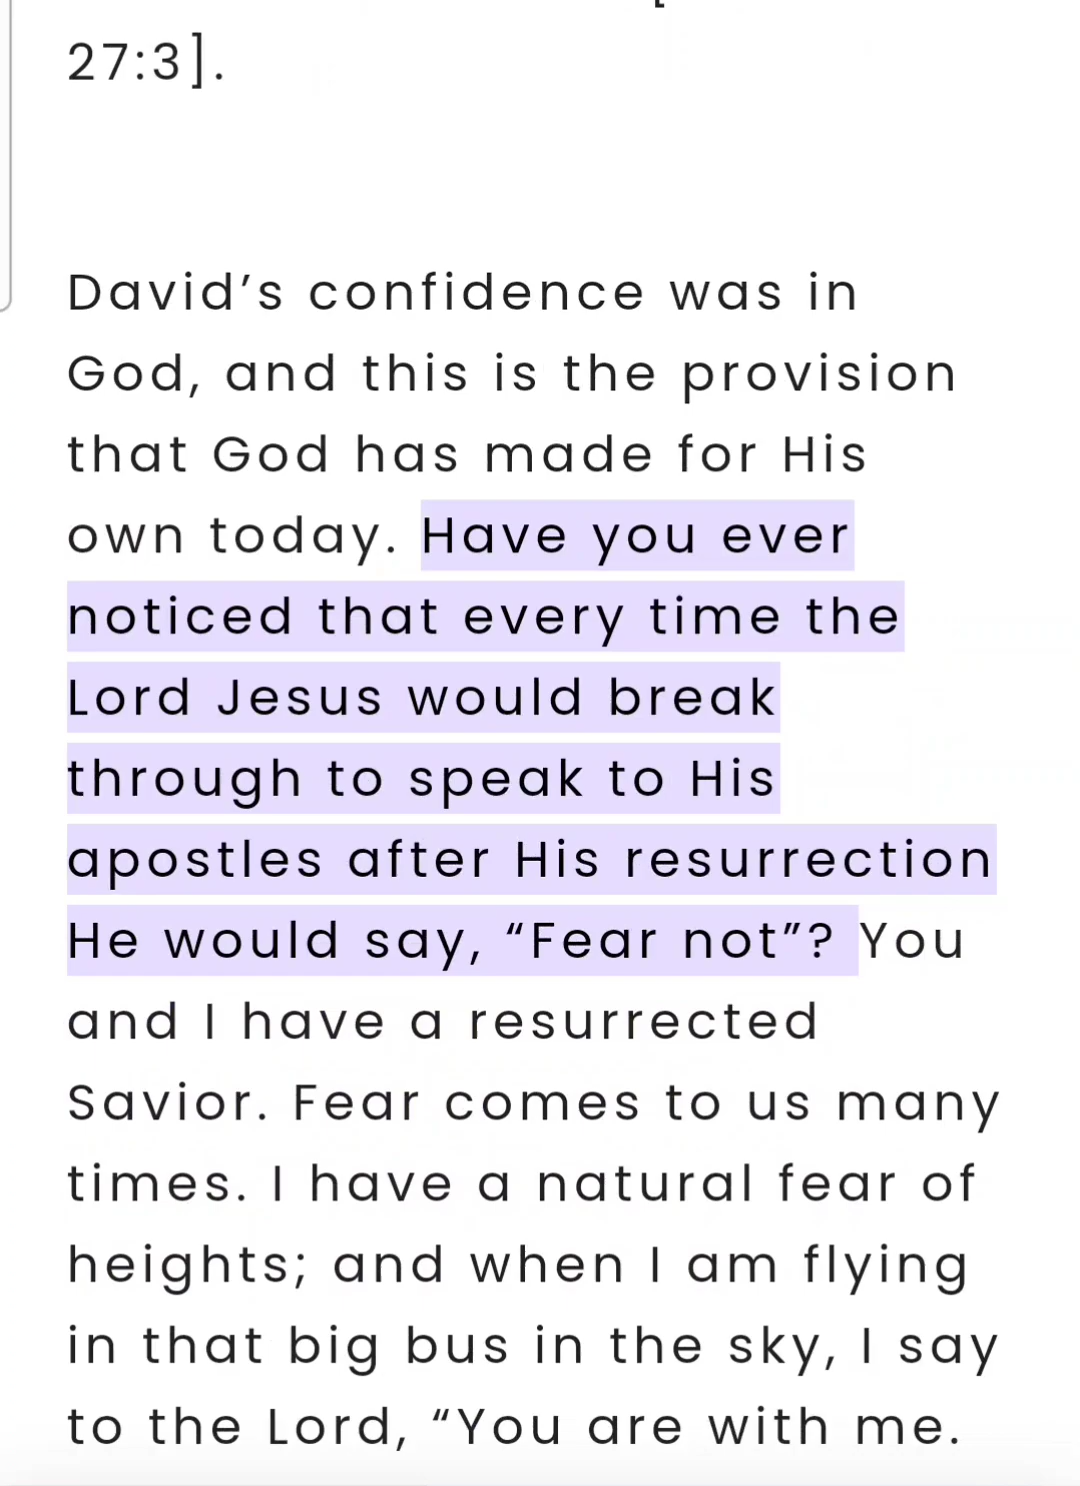 27:3].
David’s confidence was in
God, and this is the provision
that God has made for His
own today. Have you ever
noticed that every time the
Lord Jesus would break
through to speak to His
apostles after His resurrection
He would say, “Fear not”? You
and I have a resurrected
Savior. Fear comes to us many
times. I have a natural fear of
heights; and when I am flying
in that big bus in the sky, I say
to the Lord, “You are with me.